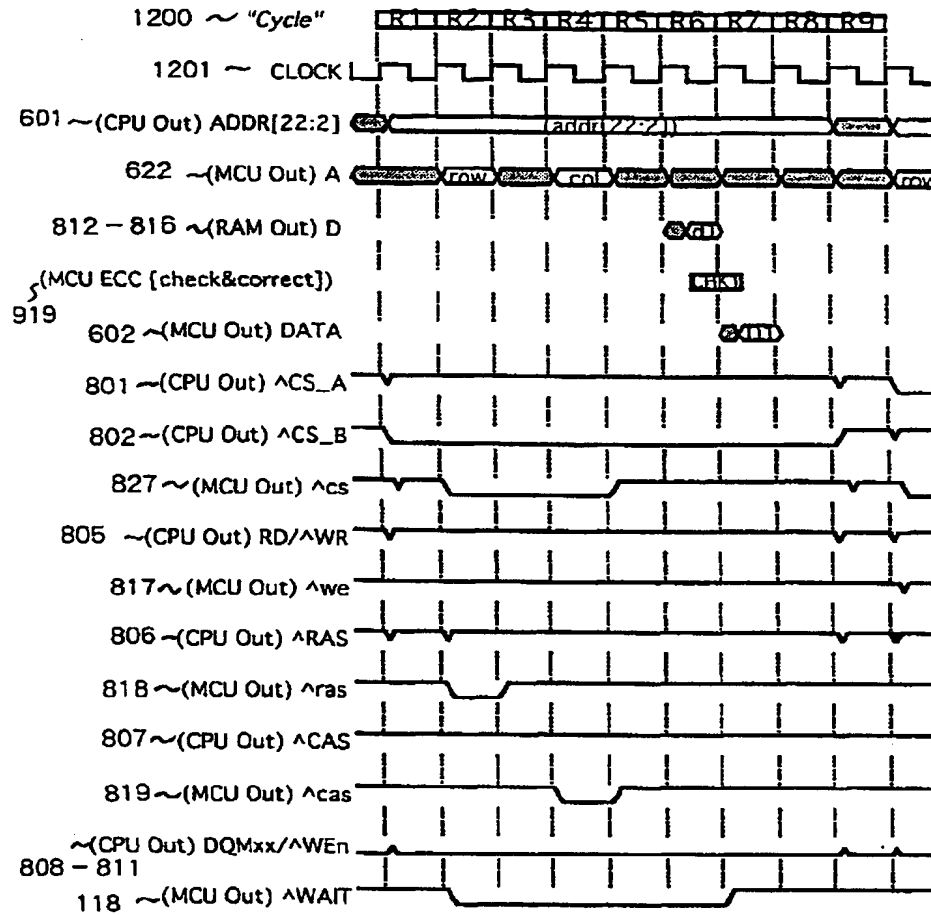 1200 ~ "Cycle" R1 R2 R3 R4 R5 R6 R7 R8 R9
1201 ~ CLOCK
601 ~(CPU Out) ADDR[22:2] (addr[22:2])
622 ~(MCU Out) A row col row
812 – 816 ~(RAM Out) D d1
(MCU ECC [check&correct])
919
602 ~(MCU Out) DATA
801 ~(CPU Out) ^CS_A
802 ~(CPU Out) ^CS_B
827 ~(MCU Out) ^cs
805 ~(CPU Out) RD/^WR
817 ~(MCU Out) ^we
806 ~(CPU Out) ^RAS
818 ~(MCU Out) ^ras
807 ~(CPU Out) ^CAS
819 ~(MCU Out) ^cas
~(CPU Out) DQMxx/^WEn
808 – 811
118 ~(MCU Out) ^WAIT